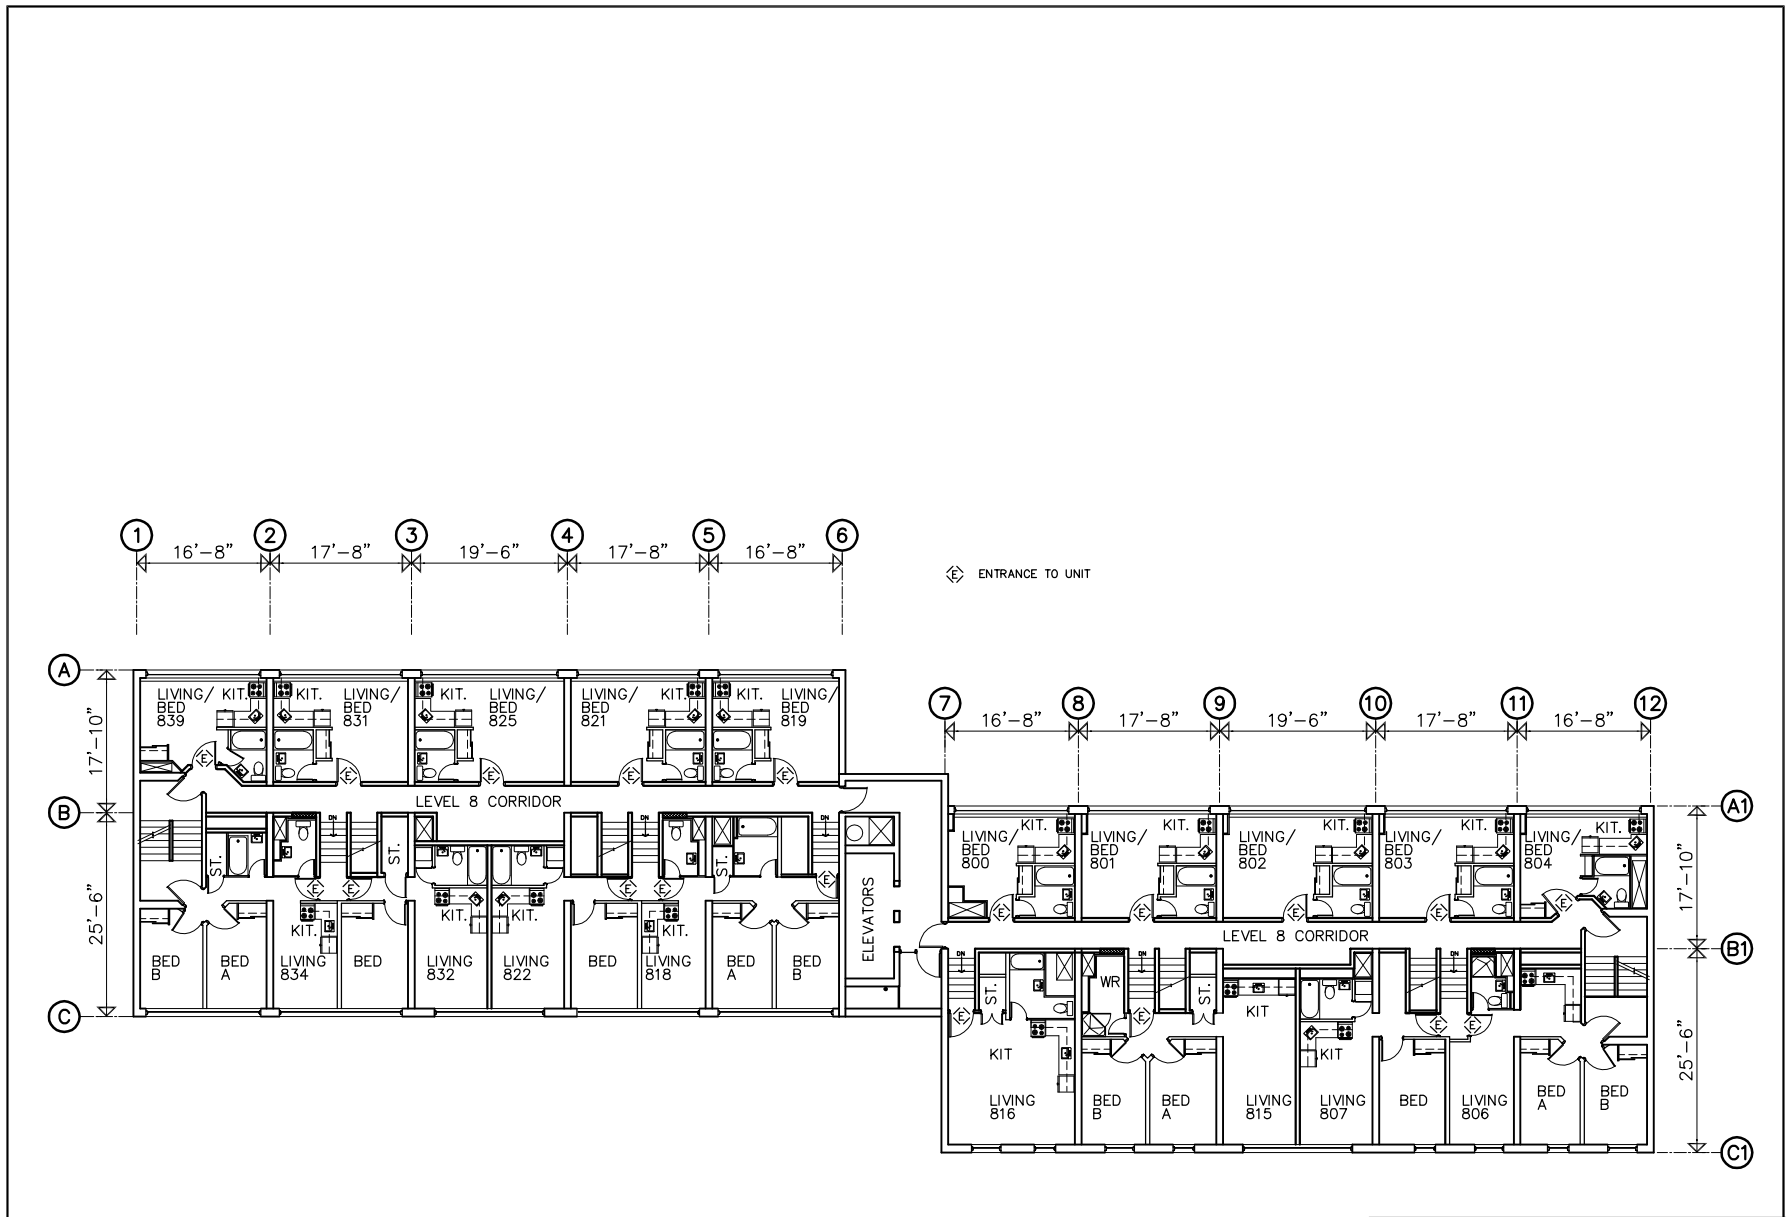 1 2 3 4 5 6
16'-8" 17'-8" 19'-6" 17'-8" 16'-8"
E ENTRANCE TO UNIT
A
17'-10"
B
25'-6"
C
LIVING/ KIT.
BED
839
KIT. LIVING/
BED
831
KIT. LIVING/
BED
825
LIVING/ KIT.
BED
821
KIT. LIVING/
BED
819
E E E E E
LEVEL 8 CORRIDOR
DN DN DN
ST. ST. ST.
E E E E E
KIT. KIT. KIT. KIT.
BED
B
BED
A
LIVING
834
BED
LIVING
832
LIVING
822
BED
LIVING
818
BED
A
BED
B
ELEVATORS
7 8 9 10 11 12
16'-8" 17'-8" 19'-6" 17'-8" 16'-8"
A1
17'-10"
B1
25'-6"
C1
LIVING/ KIT.
BED
800
LIVING/ KIT.
BED
801
LIVING/ KIT.
BED
802
LIVING/ KIT.
BED
803
LIVING/ KIT.
BED
804
E E E E E
LEVEL 8 CORRIDOR
DN DN DN
ST. WR ST.
E E E E
KIT KIT KIT KIT
LIVING
816
BED
B
BED
A
LIVING
815
LIVING
807
BED
LIVING
806
BED
A
BED
B